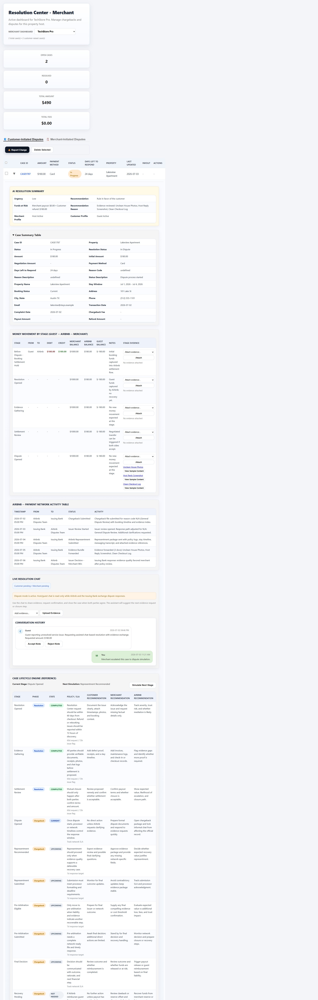 Resolution Center - Merchant
Active dashboard for TechStore Pro. Manage chargebacks and
disputes for this property host.
MERCHANT DASHBOARD TechStore Pro
2 total case(s) • 2 customer-raised case(s)
OPEN CASES
2
RESOLVED
0
TOTAL AMOUNT
$490
TOTAL FEES
$0.00
Customer-Initiated Disputes Merchant-Initiated Disputes
Report Charge Delete Selected
CASE ID AMOUNT PAYMENT METHOD STATUS DAYS LEFT TO RESPOND PROPERTY LAST UPDATED PAYOUT ACTIONS
▼ CASE1787 $180.00 Card In Progress 24 days Lakeview Apartment 2026-07-03 - -
AI RESOLUTION SUMMARY
Urgency Low Recommendation Rule in favor of the customer
Funds at Risk Merchant payout: $0.00 • Customer refund: $180.00 Recommendation Reason Evidence reviewed: Unclean House Photos, Host Reply Screenshot, Clean Checkout Log
Merchant Profile Host Active Customer Profile Guest Active
▼ Case Summary Table
Case ID CASE1787 Property Lakeview Apartment
Status In Progress Resolution Status In Dispute
Amount $180.00 Initial Amount $180.00
Negotiation Amount - Payment Method Card
Days Left to Respond 24 days Reason Code undefined
Reason Description undefined Status Description Dispute process started
Property Name Lakeview Apartment Stay Window Jul 1, 2026 - Jul 4, 2026
Booking Status Current Address 101 Lake St
City, State Austin TX Phone (512) 555-1101
Email lakeview@stays.example Transaction Date 2026-07-02
Complaint Date 2026-07-02 Chargeback Fee -
Payout Amount - Refund Amount -
MONEY MOVEMENT BY STAGE (GUEST -- AIRBNB -- MERCHANT)
STAGE FROM TO DEBIT CREDIT MERCHANT BALANCE AIRBNB BALANCE GUEST BALANCE NOTES STAGE EVIDENCE
Before Dispute - Booking Settlement Hold Guest Airbnb $180.00 $180.00 $1000.00 $180.00 $-180.00 Initial booking funds captured into Airbnb settlement flow. Attach evidence... Attach No evidence attached
Resolution Opened - - - - $1000.00 $180.00 $-180.00 Guest funds captured by Airbnb; no recovery yet. Attach evidence... Attach No evidence attached
Evidence Gathering - - - - $1000.00 $180.00 $-180.00 No new money movement expected at this stage. Attach evidence... Attach No evidence attached
Settlement Review - - - - $1000.00 $180.00 $-180.00 Negotiated transfer can be triggered if both sides accept. Attach evidence... Attach No evidence attached
Dispute Opened - - - - $1000.00 $180.00 $-180.00 No new money movement expected at this stage. Attach evidence... Attach
Unclean House Photos
View Sample Content
Host Reply Screenshot
View Sample Content
Clean Checkout Log
View Sample Content
AIRBNB -- PAYMENT NETWORK ACTIVITY TABLE
TIMESTAMP FROM TO STATUS ACTIVITY
2026-07-02 05:00 PM Airbnb Disputes Team Issuing Bank Chargeback Submitted Chargeback file submitted for reason code N/A (General Dispute Review) with booking timeline and evidence index.
2026-07-03 05:00 PM Issuing Bank Airbnb Disputes Team Issuer Review Started Issuer review opened. Response path adjusted for N/A: General Dispute Review. Additional clarifications requested.
2026-07-04 05:00 PM Airbnb Disputes Team Issuing Bank Airbnb Representment Submitted Representment package sent with policy logs, stay timeline, messaging transcript, and attached evidence references.
2026-07-05 05:00 PM Airbnb Disputes Team Issuing Bank Evidence Bundle Forwarded Evidence forwarded (3 docs): Unclean House Photos, Host Reply Screenshot, Clean Checkout Log.
2026-07-06 05:00 PM Issuing Bank Airbnb Disputes Team Issuer Decision - Merchant Win Issuing Bank response: evidence quality favored merchant after policy review.
LIVE RESOLUTION CHAT
Customer pending • Merchant pending
Dispute mode is active. Host/guest chat is read-only while Airbnb and the Issuing Bank exchange dispute responses.
Use the chat to share evidence, request confirmation, and close the case when both parties agree. The assistant will suggest the next evidence request
or closure step.
Add evidence... Upload Evidence
CONVERSATION HISTORY
C Guest 2026-07-02 04:46 PM
Guest reporting unresolved service issue. Requesting assisted chat-based resolution with evidence exchange.
Requested amount: $180.00
Accept Note Reject Note
M You 2026-07-03 11:21 AM
Merchant escalated this case to dispute simulation.
CASE LIFECYCLE ENGINE (REFERENCE)
Current Stage: Dispute Opened Next Simulation: Representment Recommended Simulate Next Stage
STAGE PHASE STATE POLICY / SLA CUSTOMER RECOMMENDATION MERCHANT RECOMMENDATION AIRBNB RECOMMENDATION
Resolution Opened Resolution COMPLETED Resolution Center request should be within 60 days from checkout. Refund or rebooking issues should be reported within 72 hours of discovery. 60d request / 72h issue flag Document the issue clearly, attach timestamps, photos, and booking context. Acknowledge the issue and request missing factual details only. Track severity, trust risk, and whether mediation is likely.
Evidence Gathering Resolution COMPLETED All parties should provide verifiable documents, receipts, photos, and chat logs before settlement is proposed. 60d request / 72h issue flag Add defect proof, receipts, and a stay timeline. Add invoices, maintenance logs, and check-in or checkout records. Flag evidence gaps and identify whether more proof is required.
Settlement Review Resolution COMPLETED Mutual closure should only happen after both parties confirm terms and amount. 60d request / 72h issue flag Review proposed remedy and confirm whether settlement is acceptable. Confirm payout terms and whether closure is acceptable. Show expected value, likelihood of escalation, and closure path.
Dispute Opened Chargeback CURRENT Once dispute starts, processor or network timelines control the response window. Track network SLA No direct action unless Airbnb requests clarifying evidence. Prepare formal dispute documents and respond to evidence requests quickly. Open chargeback package and lock informal chat from affecting the official record.
Representment Recommended Chargeback UPCOMING Representment should proceed only when evidence quality supports a defensible recovery case. 7d response target Expect evidence review and possible final clarifying questions. Approve evidence package and provide any missing network-specific fields. Decide whether expected recovery value justifies representment.
Representment Submitted Chargeback UPCOMING Submission must meet processor formatting and deadline requirements. 7d response target Monitor for final outcome updates. Avoid contradictory updates; keep evidence package stable. Track submission SLA and processor acknowledgment.
Pre-Arbitration Eligible Chargeback UPCOMING Only move to pre-arbitration when liability and evidence indicate another recoverable step. 7d response target Prepare for final issuer or network outcome. Supply any final compelling evidence or cost threshold confirmation. Evaluate expected value vs additional loss, fees, and trust impact.
Pre-Arbitration Submitted Chargeback UPCOMING Pre-arbitration needs a complete network-ready file and timely response. 7d response target Await final decision; additional direct actions are limited. Stand by for final decision and recovery handling. Monitor network decision and prepare closure or recovery steps.
Final Decision Chargeback UPCOMING Decision should be communicated with outcome, rationale, and next financial step. Track network SLA Review outcome and whether reimbursement is completed. Review outcome and whether funds are released or at risk. Trigger payout release or guest reimbursement based on final liability.
Recovery Pending Chargeback NOT NEEDED If Airbnb reimburses guest No further action unless payout has Review clawback or reserve offset and Recover funds from merchant reserve or